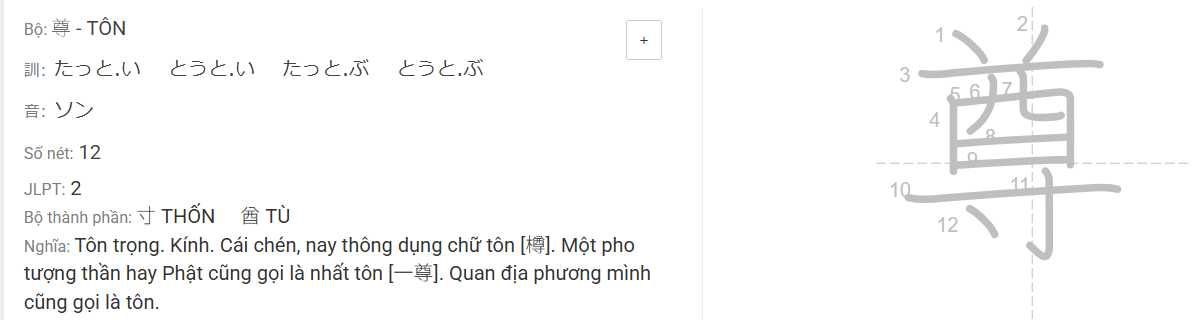 Bộ: 尊 - TÔN
+
訓: たっと.い とうと.い たっと.ぶ とうと.ぶ
音: ソン
Số nét: 12
JLPT: 2
Bộ thành phần: 寸 THỐN 酋 TÙ
Nghĩa: Tôn trọng. Kính. Cái chén, nay thông dụng chữ tôn [樽]. Một pho
tượng thần hay Phật cũng gọi là nhất tôn [一尊]. Quan địa phương mình
cũng gọi là tôn.
尊
1
2
3
4
5
6
7
8
9
10
11
12